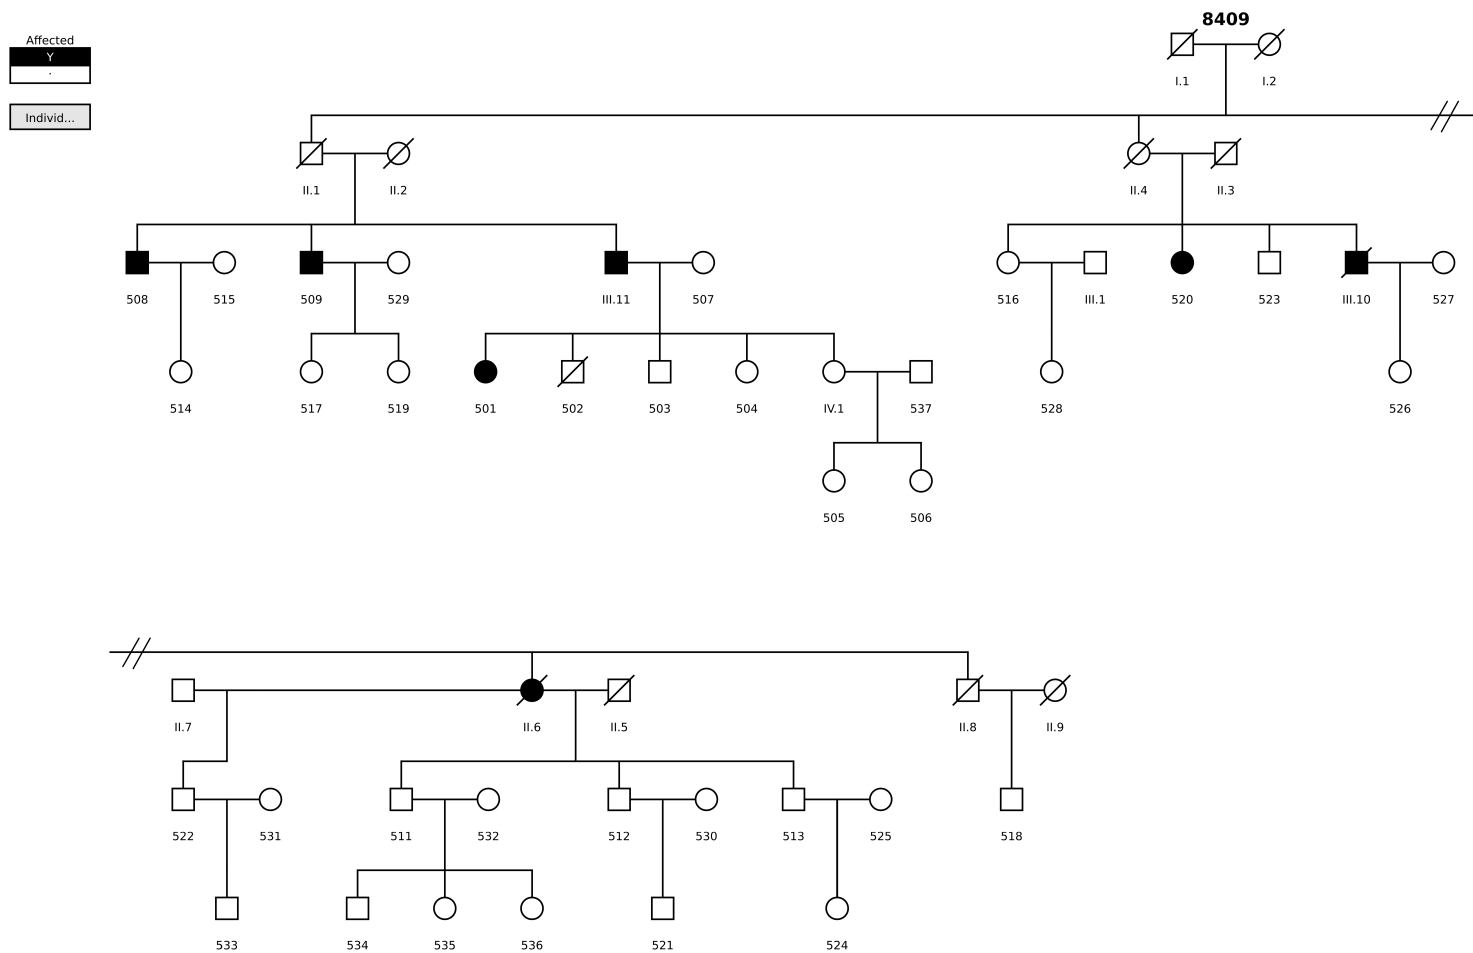 8409
Affected
Y
.
Individ...
I.1 I.2
II.1 II.2 II.4 II.3
508 515 509 529 III.11 507 516 III.1 520 523 III.10 527
514 517 519 501 502 503 504 IV.1 537 528 526
505 506
II.7 II.6 II.5 II.8 II.9
522 531 511 532 512 530 513 525 518
533 534 535 536 521 524